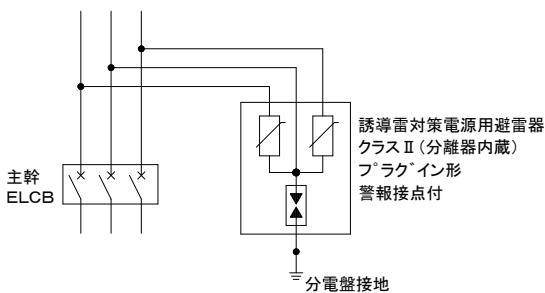 誘導雷対策電源用避雷器
クラスⅡ（分離器内蔵）
プラグイン形
警報接点付
主幹
ELCB
分電盤接地